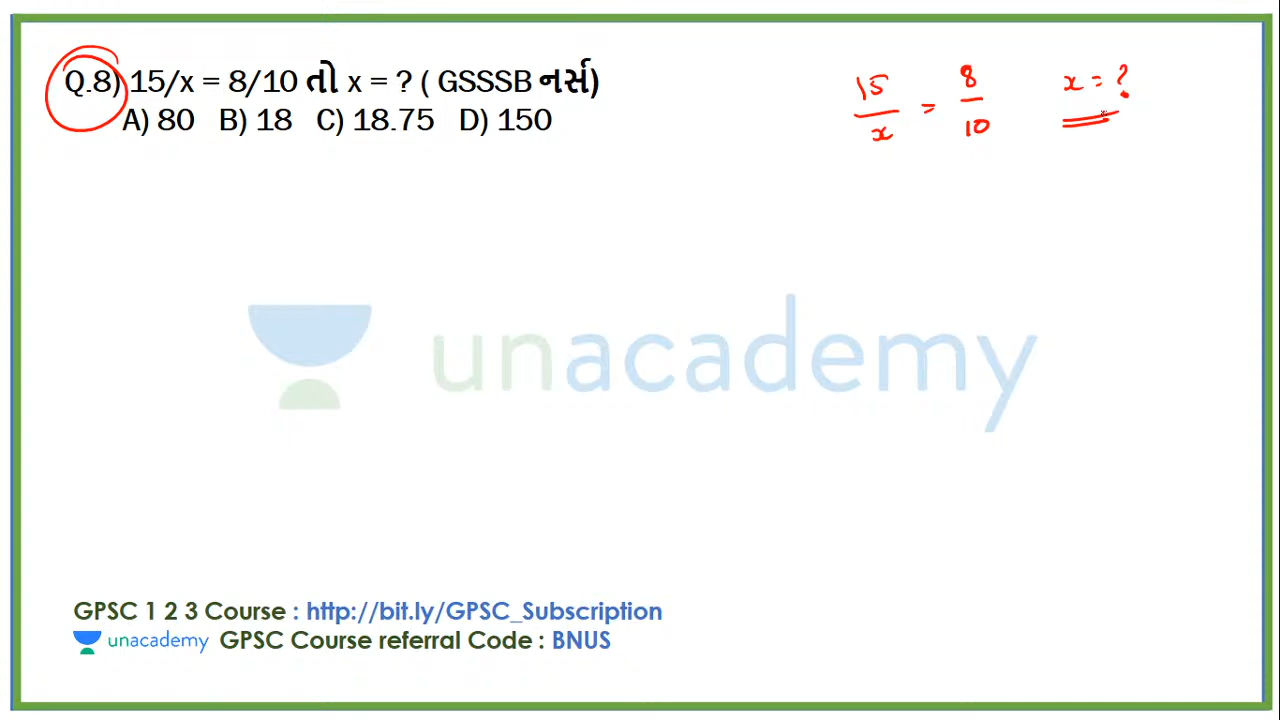 Q.8) 15/x = 8/10 તો x = ? ( GSSSB નર્સ)
A) 80 B) 18 C) 18.75 D) 150
15/x = 8/10 x = ?
unacademy
GPSC 1 2 3 Course : http://bit.ly/GPSC_Subscription
unacademy GPSC Course referral Code : BNUS